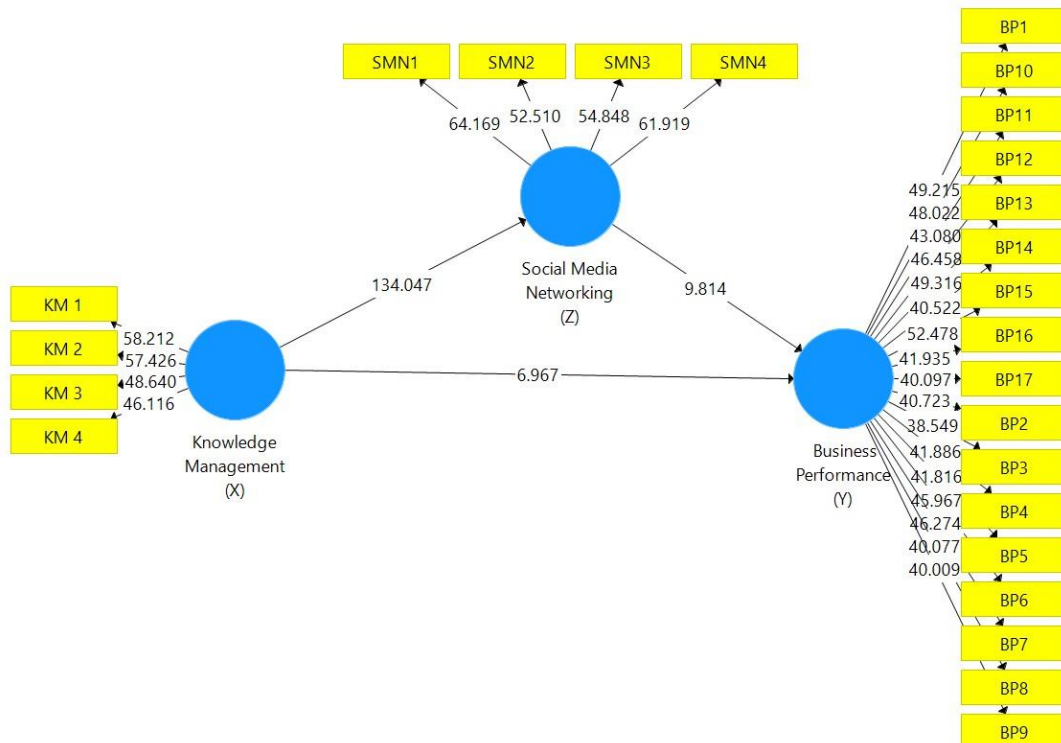 SMN1 SMN2 SMN3 SMN4
64.169 52.510 54.848 61.919
Social Media
Networking
(Z)
134.047
9.814
KM 1
KM 2
KM 3
KM 4
58.212
57.426
48.640
46.116
Knowledge
Management
(X)
6.967
Business
Performance
(Y)
49.215
48.022
43.080
46.458
49.316
40.522
52.478
41.935
40.097
40.723
38.549
41.886
41.816
45.967
46.274
40.077
40.009
BP1
BP10
BP11
BP12
BP13
BP14
BP15
BP16
BP17
BP2
BP3
BP4
BP5
BP6
BP7
BP8
BP9